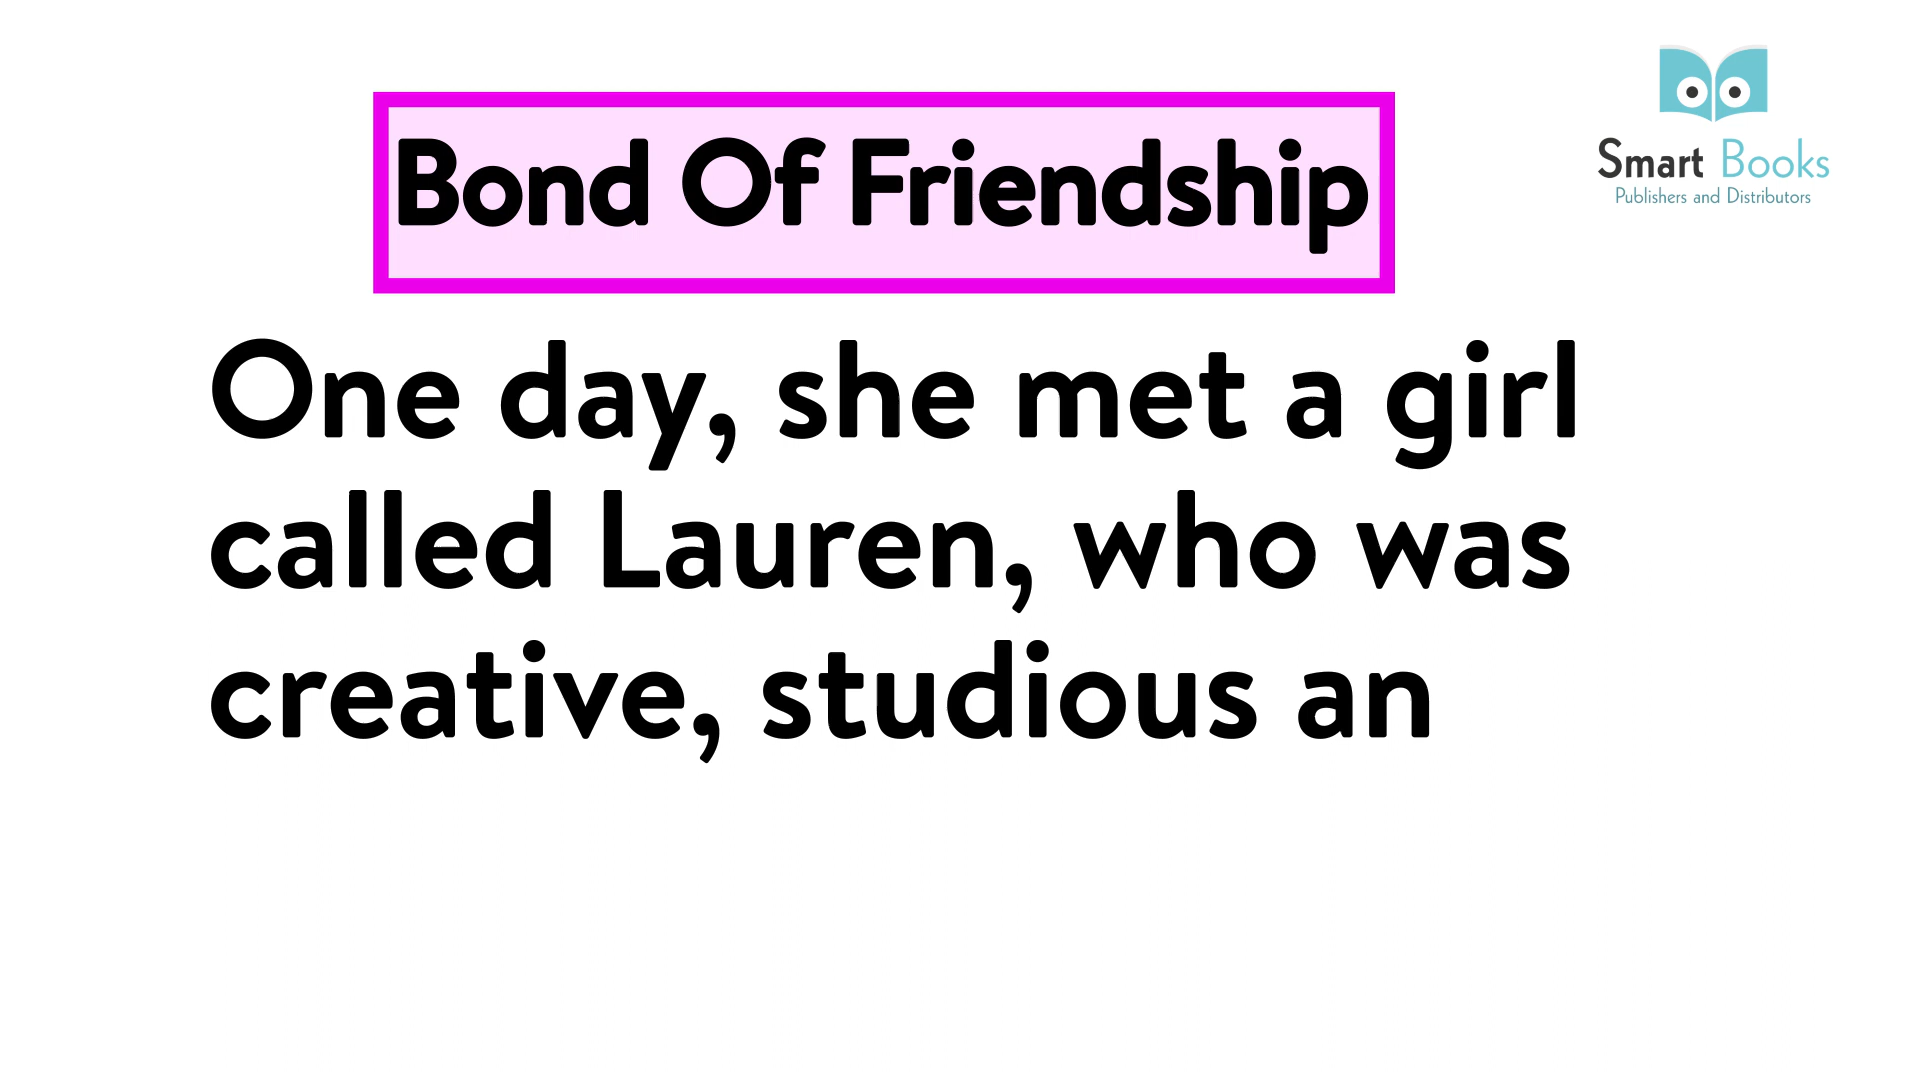 Bond Of Friendship
Smart Books
Publishers and Distributors
One day, she met a girl
called Lauren, who was
creative, studious an